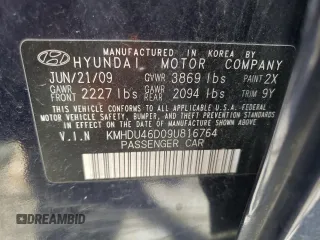 MANUFACTURED IN KOREA BY
HYUNDAI MOTOR COMPANY
JUN/21/09 GVWR 3869 lbs PAINT 2X
GAWR FRONT 2227 lbs GAWR REAR 2094 lbs TRIM 9Y
THIS VEHICLE CONFORMS TO ALL APPLICABLE U.S.A. FEDERAL
MOTOR VEHICLE SAFETY, BUMPER AND THEFT PREVENTION STANDARDS
IN EFFECT ON THE DATE OF MANUFACTURE SHOWN ABOVE
V.I.N KMHDU46D09U816764
PASSENGER CAR
DREAMBID